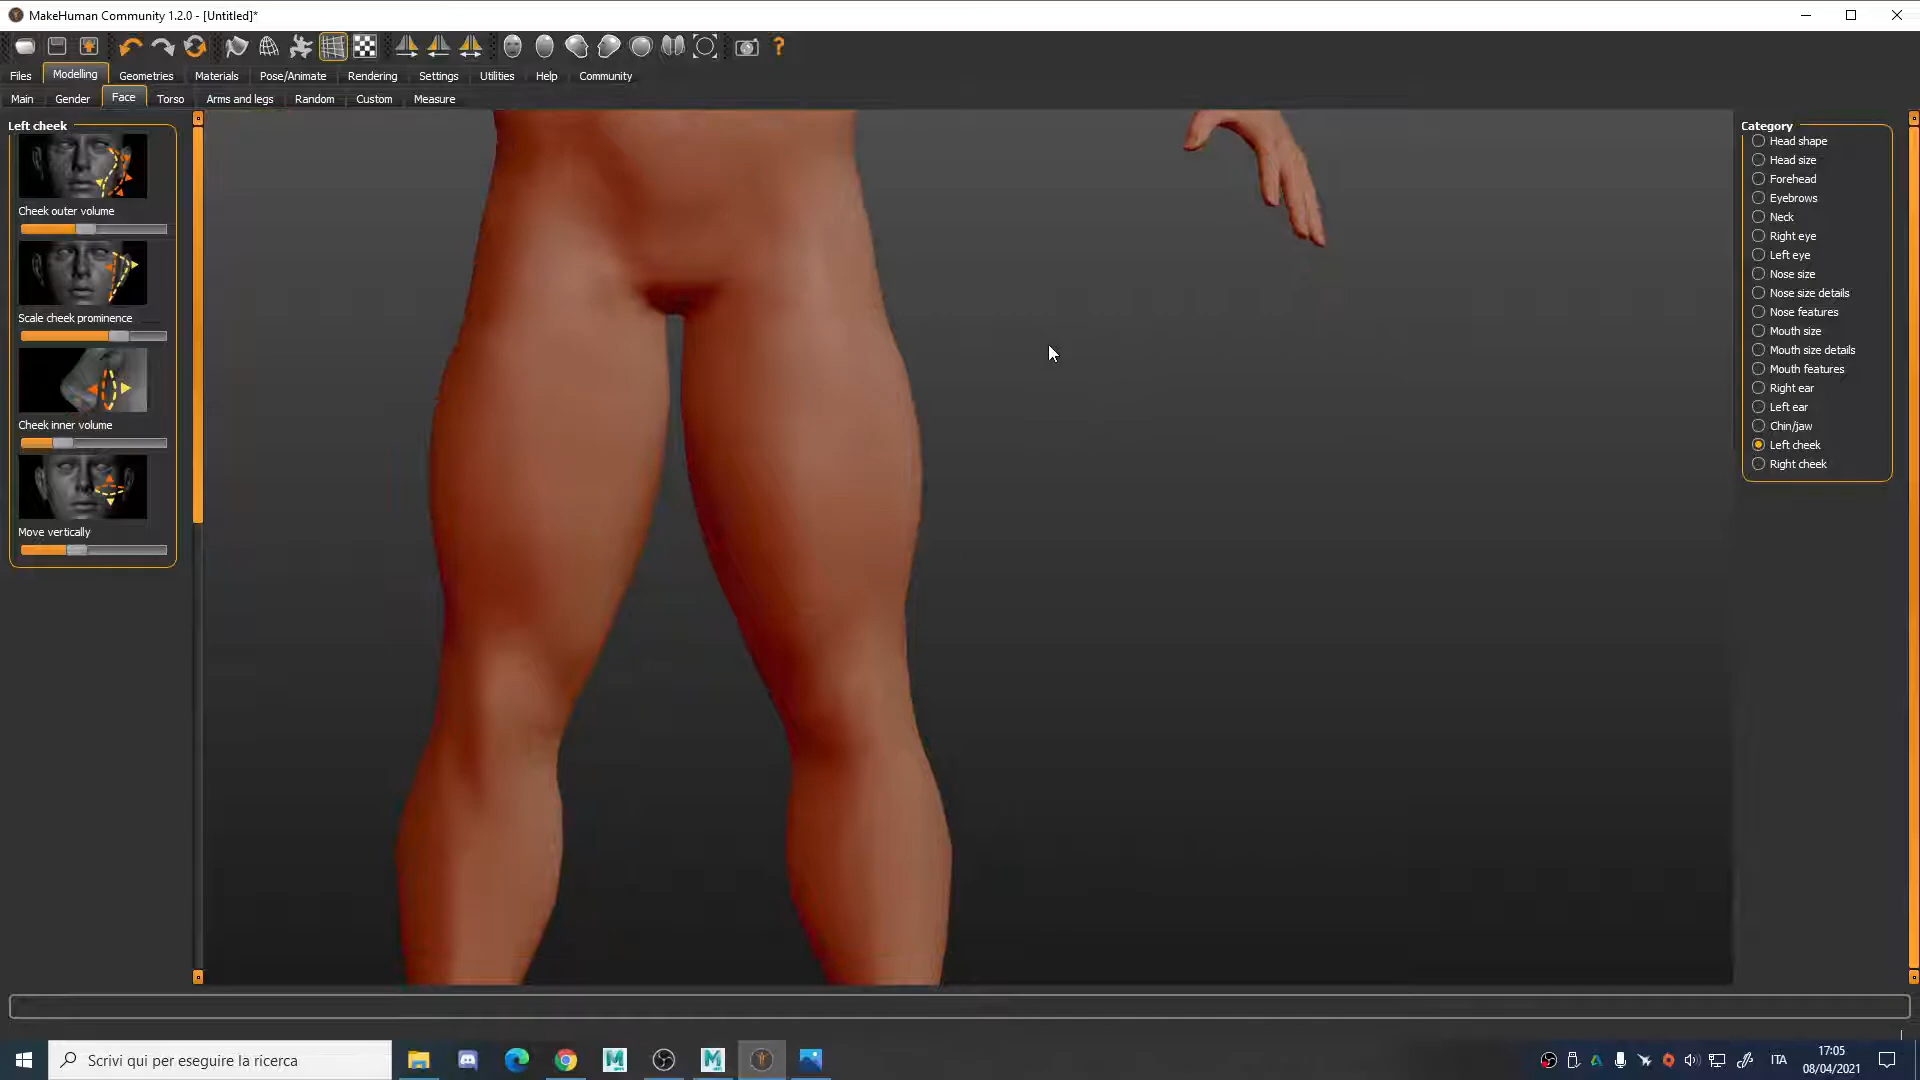 MakeHuman Community 1.2.0 - [Untitled]*
Files Modelling Geometries Materials Pose/Animate Rendering Settings Utilities Help Community
Main Gender Face Torso Arms and legs Random Custom Measure
Left cheek
Cheek outer volume
Scale cheek prominence
Cheek inner volume
Move vertically
Category
Head shape
Head size
Forehead
Eyebrows
Neck
Right eye
Left eye
Nose size
Nose size details
Nose features
Mouth size
Mouth size details
Mouth features
Right ear
Left ear
Chin/jaw
Left cheek
Right cheek
Scrivi qui per eseguire la ricerca
ITA
17:05
08/04/2021